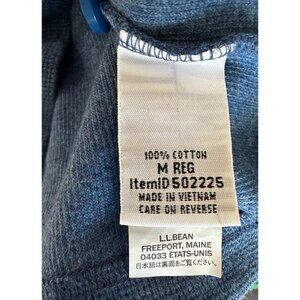 100% COTTON
M REG
ItemID 502225
MADE IN VIETNAM
CARE ON REVERSE
L.L.BEAN
FREEPORT, MAINE
04033 ETATS-UNIS
日本語は裏面をご覧ください。